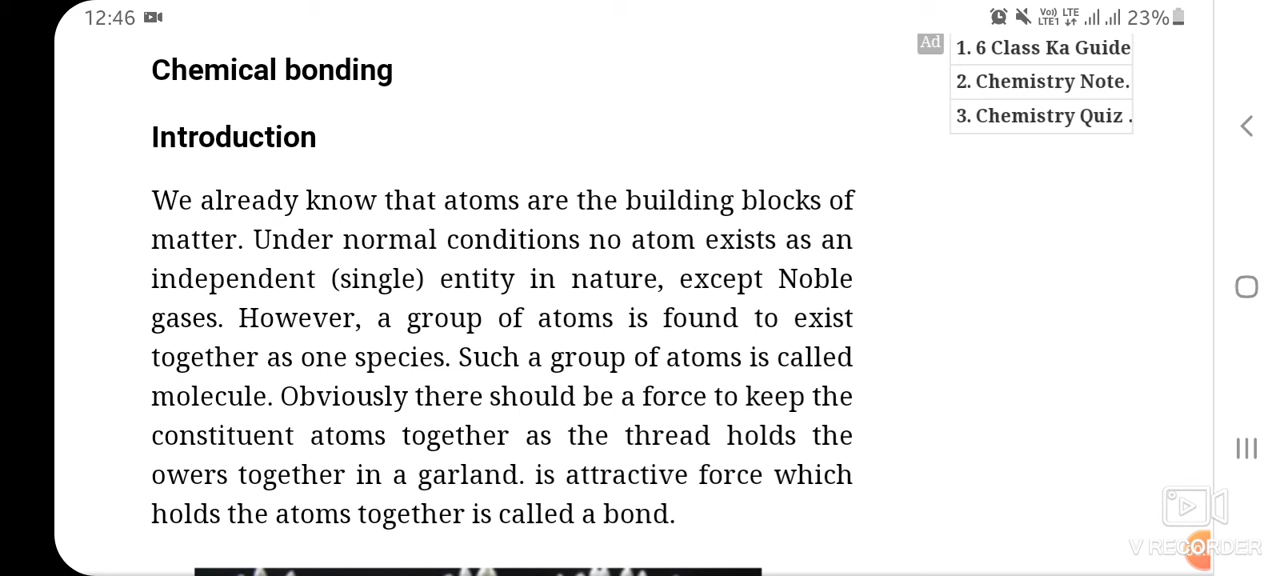 12:46
Vo)) LTE
LTE1
23%
Chemical bonding
Ad
1. 6 Class Ka Guide
2. Chemistry Note.
3. Chemistry Quiz .
Introduction
We already know that atoms are the building blocks of
matter. Under normal conditions no atom exists as an
independent (single) entity in nature, except Noble
gases. However, a group of atoms is found to exist
together as one species. Such a group of atoms is called
molecule. Obviously there should be a force to keep the
constituent atoms together as the thread holds the
owers together in a garland. is attractive force which
holds the atoms together is called a bond.
V RECORDER